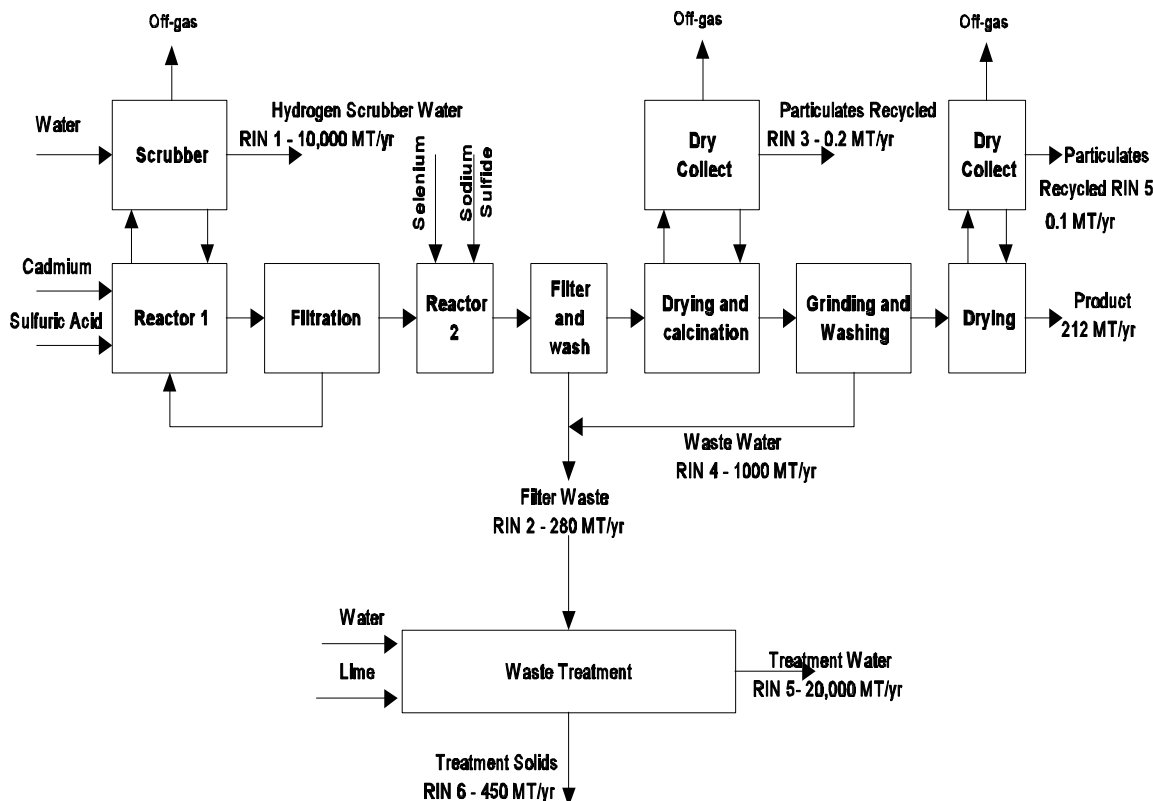 Off-gas
Off-gas
Off-gas
Water
Scrubber
Hydrogen Scrubber Water
RIN 1 - 10,000 MT/yr
Selenium
Sodium
Sulfide
Dry
Collect
Particulates Recycled
RIN 3 - 0.2 MT/yr
Dry
Collect
Particulates
Recycled RIN 5
0.1 MT/yr
Cadmium
Sulfuric Acid
Reactor 1
Filtration
Reactor
2
Filter
and
wash
Drying and
calcination
Grinding and
Washing
Drying
Product
212 MT/yr
Waste Water
RIN 4 - 1000 MT/yr
Filter Waste
RIN 2 - 280 MT/yr
Water
Lime
Waste Treatment
Treatment Water
RIN 5- 20,000 MT/yr
Treatment Solids
RIN 6 - 450 MT/yr